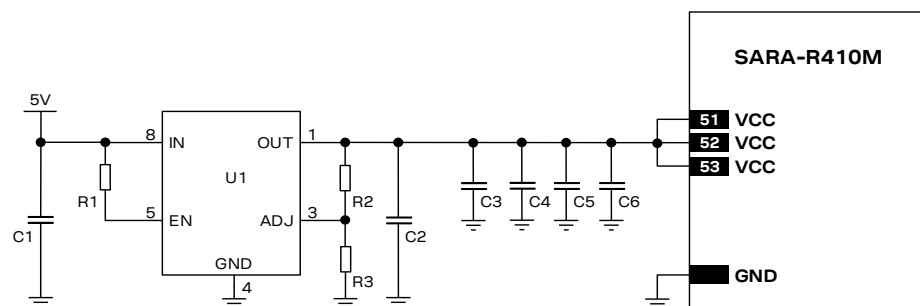 SARA-R410M
5V
8 IN OUT 1
51 VCC
52 VCC
53 VCC
U1
R1
R2
C3 C4 C5 C6
5 EN ADJ 3
C1
C2
GND
R3
GND
4